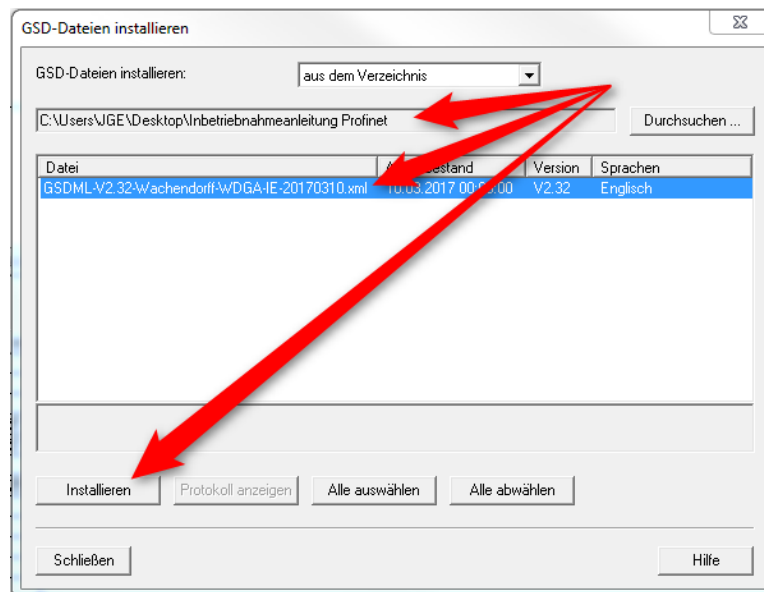 GSD-Dateien installieren
GSD-Dateien installieren:
aus dem Verzeichnis
C:\Users\JGE\Desktop\Inbetriebnahmeanleitung Profinet
Durchsuchen ...
Datei
Version
Sprachen
GSDML-V2.32-Wachendorff-WDGA-IE-20170310.xml
V2.32
Englisch
Installieren
Protokoll anzeigen
Alle auswählen
Alle abwählen
Schließen
Hilfe